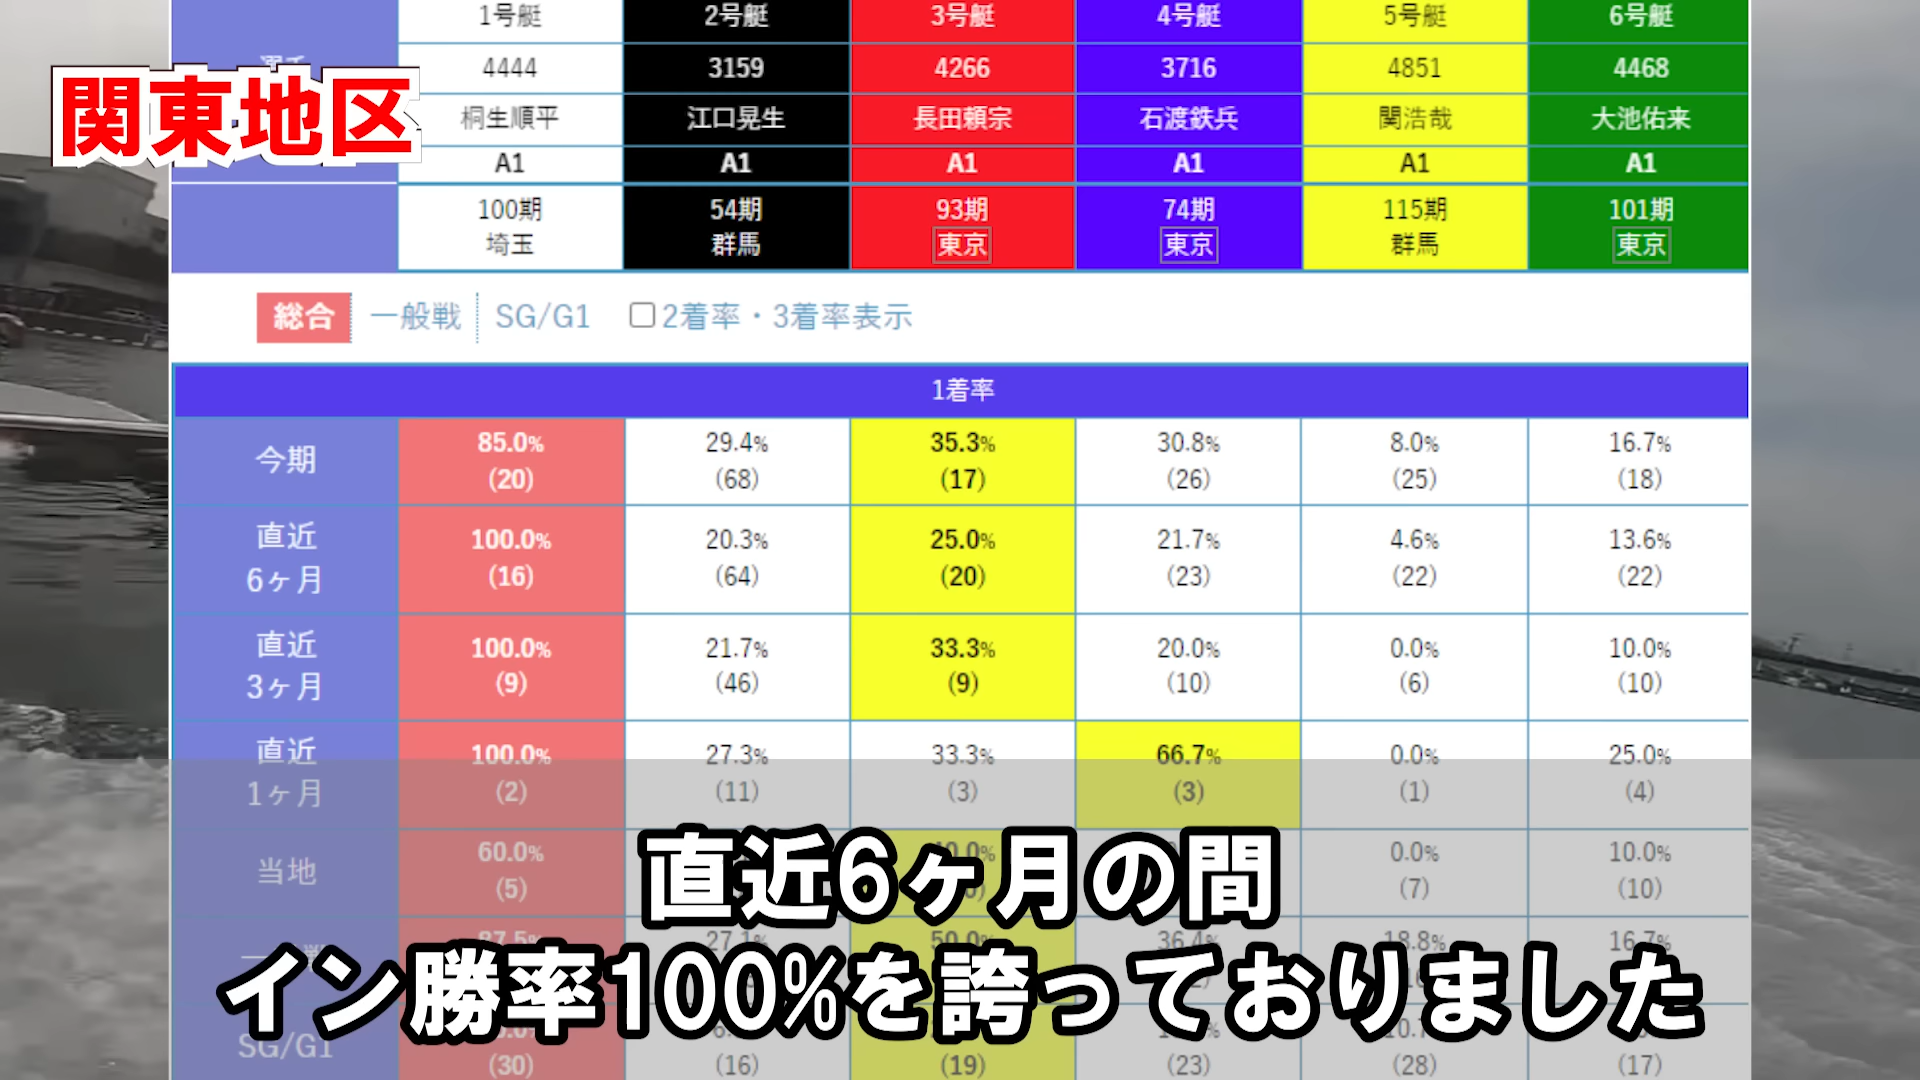 関東地区
1号艇 2号艇 3号艇 4号艇 5号艇 6号艇
4444 3159 4266 3716 4851 4468
桐生順平 江口晃生 長田頼宗 石渡鉄兵 関浩哉 大池佑来
A1 A1 A1 A1 A1 A1
100期 54期 93期 74期 115期 101期
埼玉 群馬 東京 東京 群馬 東京
総合 一般戦 SG/G1 2着率・3着率表示
1着率
今期 85.0% 29.4% 35.3% 30.8% 8.0% 16.7%
(20) (68) (17) (26) (25) (18)
直近 6ヶ月 100.0% 20.3% 25.0% 21.7% 4.6% 13.6%
(16) (64) (20) (23) (22) (22)
直近 3ヶ月 100.0% 21.7% 33.3% 20.0% 0.0% 10.0%
(9) (46) (9) (10) (6) (10)
直近 1ヶ月 100.0% 27.3% 33.3% 66.7% 0.0% 25.0%
(2) (11) (3) (3) (1) (4)
当地 60.0% 0.0% 10.0%
(5) (7) (10)
87.5% 27.1% 50.0% 36.4% 18.8% 16.7%
SG/G1
(30) (16) (19) (23) (28) (17)
直近6ヶ月の間
イン勝率100%を誇っておりました